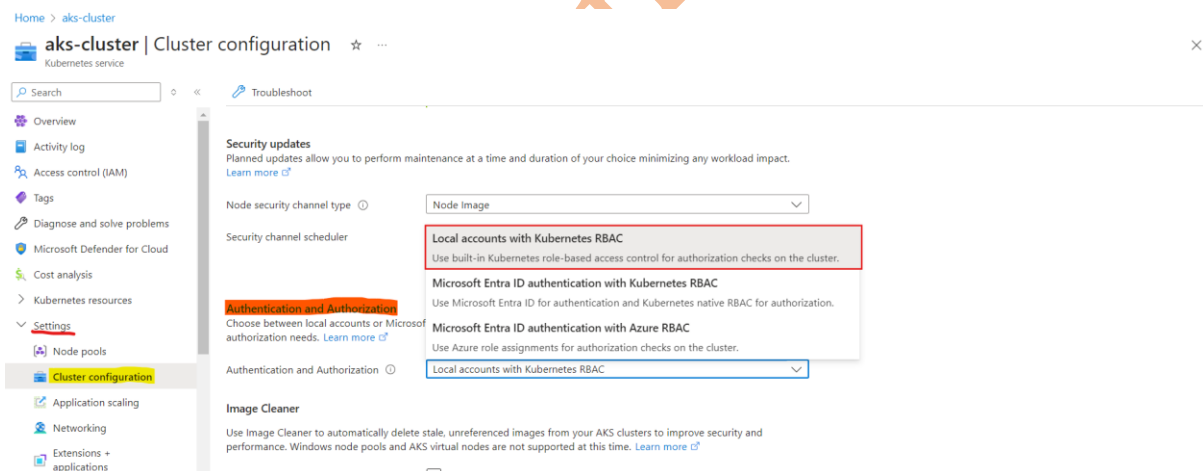 Home > aks-cluster
aks-cluster | Cluster configuration
Kubernetes service
Search
Troubleshoot
Overview
Activity log
Access control (IAM)
Tags
Diagnose and solve problems
Microsoft Defender for Cloud
Cost analysis
Kubernetes resources
Settings
Node pools
Cluster configuration
Application scaling
Networking
Extensions +
applications
Security updates
Planned updates allow you to perform maintenance at a time and duration of your choice minimizing any workload impact.
Learn more
Node security channel type
Node Image
Security channel scheduler
Local accounts with Kubernetes RBAC
Use built-in Kubernetes role-based access control for authorization checks on the cluster.
Microsoft Entra ID authentication with Kubernetes RBAC
Use Microsoft Entra ID for authentication and Kubernetes native RBAC for authorization.
Microsoft Entra ID authentication with Azure RBAC
Use Azure role assignments for authorization checks on the cluster.
Authentication and Authorization
Choose between local accounts or Microsof
authorization needs. Learn more
Authentication and Authorization
Local accounts with Kubernetes RBAC
Image Cleaner
Use Image Cleaner to automatically delete stale, unreferenced images from your AKS clusters to improve security and
performance. Windows node pools and AKS virtual nodes are not supported at this time. Learn more